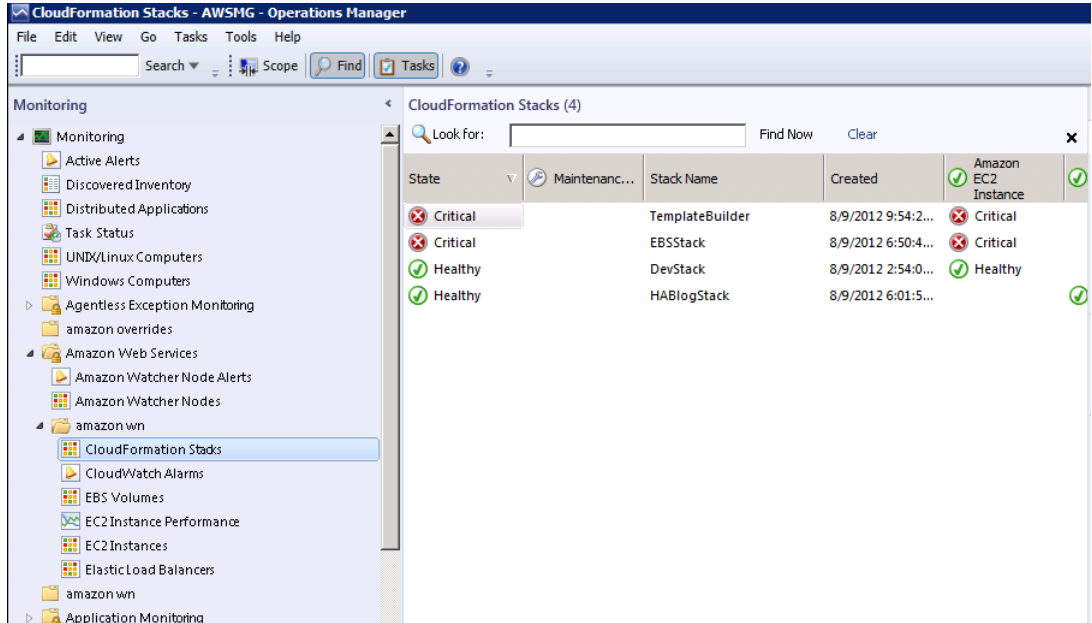 CloudFormation Stacks - AWSMG - Operations Manager
File Edit View Go Tasks Tools Help
Search Scope Find Tasks
Monitoring
Monitoring
Active Alerts
Discovered Inventory
Distributed Applications
Task Status
UNIX/Linux Computers
Windows Computers
Agentless Exception Monitoring
amazon overrides
Amazon Web Services
Amazon Watcher Node Alerts
Amazon Watcher Nodes
amazon wn
CloudFormation Stacks
CloudWatch Alarms
EBS Volumes
EC2 Instance Performance
EC2 Instances
Elastic Load Balancers
amazon wn
Application Monitoring
CloudFormation Stacks (4)
Look for: Find Now Clear
State Maintenanc... Stack Name Created Amazon EC2 Instance
Critical TemplateBuilder 8/9/2012 9:54:2... Critical
Critical EBSStack 8/9/2012 6:50:4... Critical
Healthy DevStack 8/9/2012 2:54:0... Healthy
Healthy HABlogStack 8/9/2012 6:01:5...